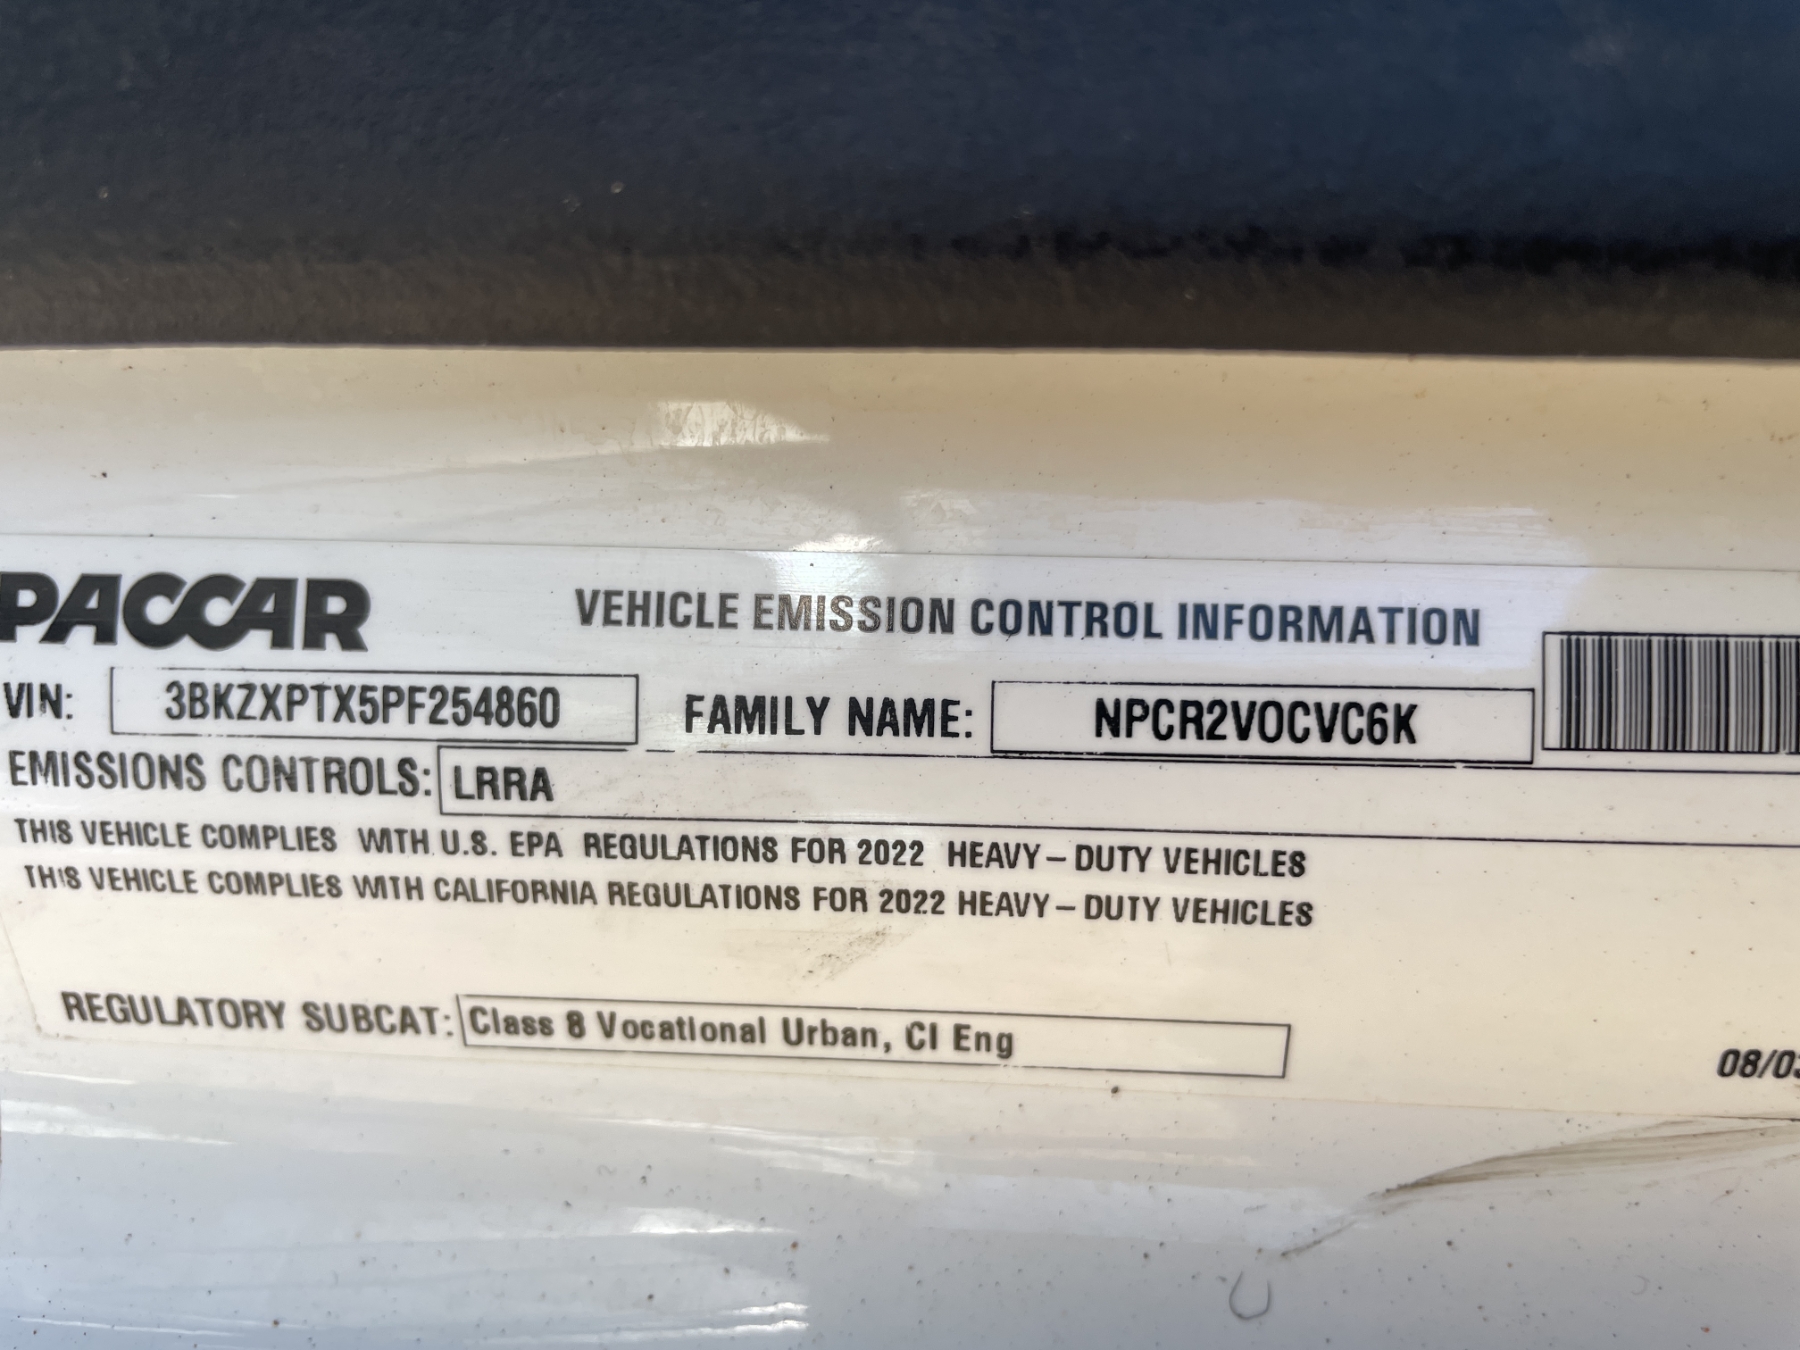 PACCAR VEHICLE EMISSION CONTROL INFORMATION
VIN: 3BKZXPTX5PF254860 FAMILY NAME: NPCR2VOCVC6K
EMISSIONS CONTROLS: LRRA
THIS VEHICLE COMPLIES WITH U.S. EPA REGULATIONS FOR 2022 HEAVY-DUTY VEHICLES
THIS VEHICLE COMPLIES WITH CALIFORNIA REGULATIONS FOR 2022 HEAVY-DUTY VEHICLES
REGULATORY SUBCAT: Class 8 Vocational Urban, CI Eng